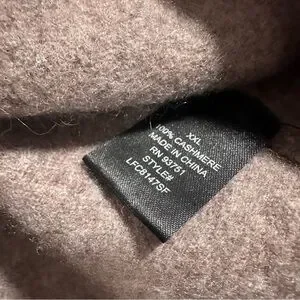 XXL
100% CASHMERE
MADE IN CHINA
RN 93751
STYLE#
LFC8147SF